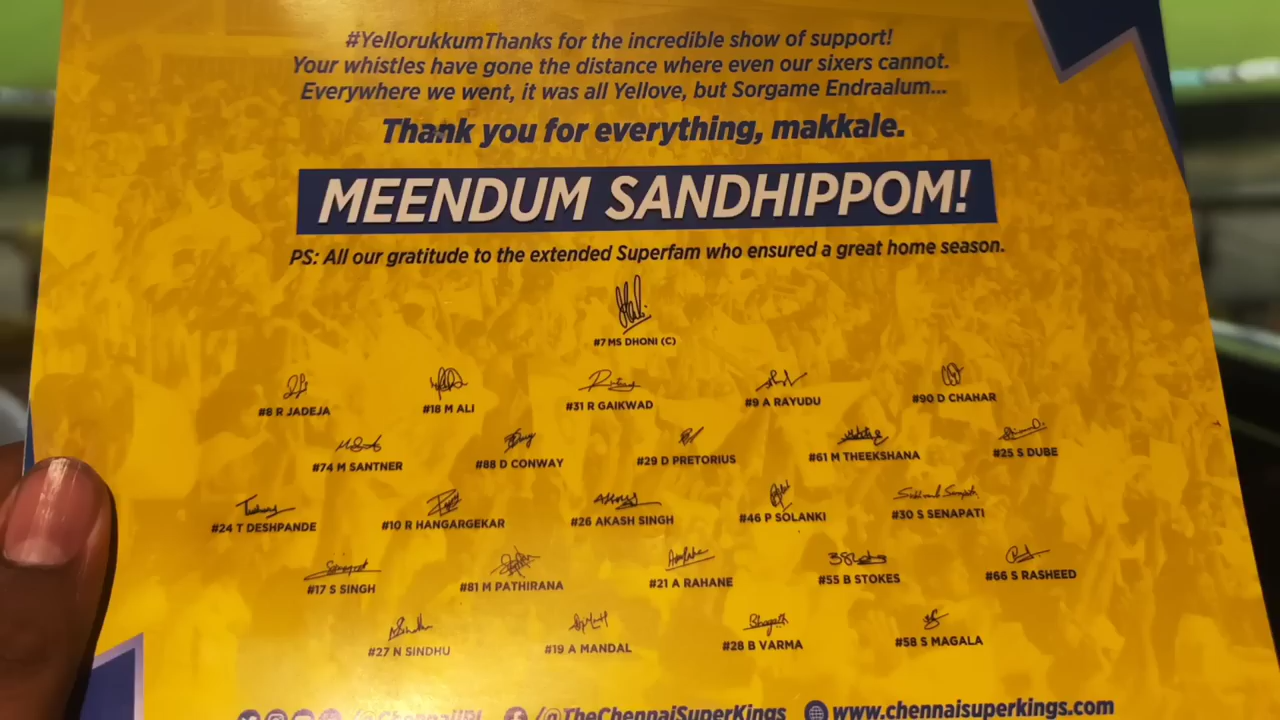 #YellorukkumThanks for the incredible show of support!
Your whistles have gone the distance where even our sixers cannot.
Everywhere we went, it was all Yellove, but Sorgame Endraalum...
Thank you for everything, makkale.
MEENDUM SANDHIPPOM!
PS: All our gratitude to the extended Superfam who ensured a great home season.
#7 MS DHONI (C)
#8 R JADEJA #18 M ALI #31 R GAIKWAD #9 A RAYUDU #90 D CHAHAR
#74 M SANTNER #88 D CONWAY #29 D PRETORIUS #61 M THEEKSHANA #25 S DUBE
#24 T DESHPANDE #10 R HANGARGEKAR #26 AKASH SINGH #46 P SOLANKI #30 S SENAPATI
#17 S SINGH #81 M PATHIRANA #21 A RAHANE #55 B STOKES #66 S RASHEED
#27 N SINDHU #19 A MANDAL #28 B VARMA #58 S MAGALA
/@ChennaiIPL /@TheChennaiSuperKings www.chennaisuperkings.com